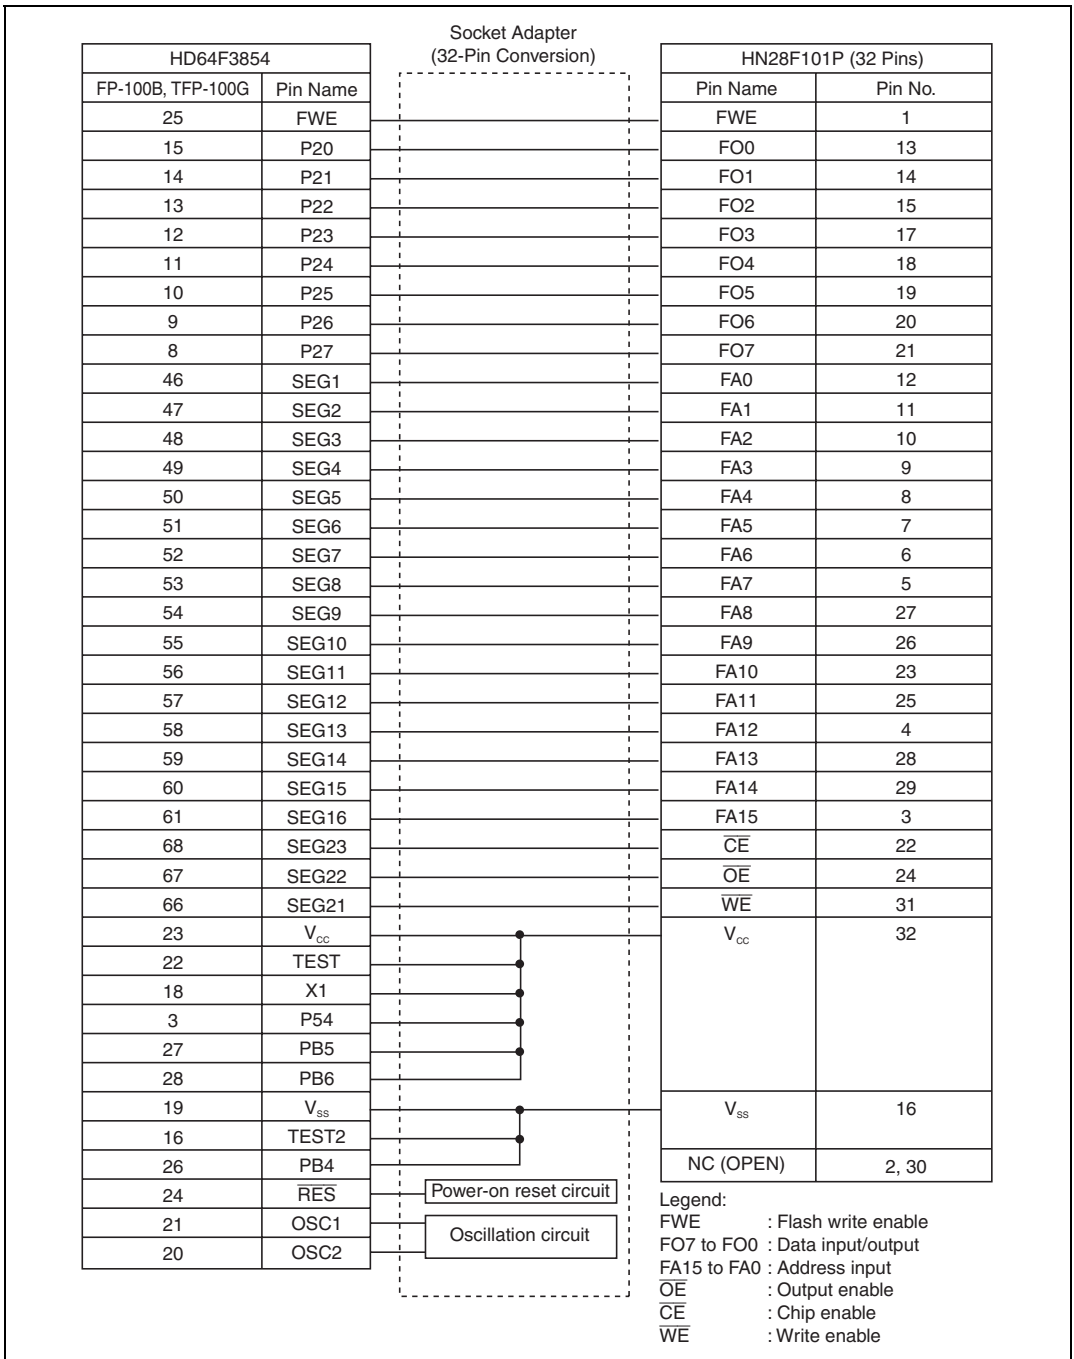 Socket Adapter
(32-Pin Conversion)
HD64F3854 HN28F101P (32 Pins)
FP-100B, TFP-100G Pin Name Pin Name Pin No.
25 FWE FWE 1
15 P20 FO0 13
14 P21 FO1 14
13 P22 FO2 15
12 P23 FO3 17
11 P24 FO4 18
10 P25 FO5 19
9 P26 FO6 20
8 P27 FO7 21
46 SEG1 FA0 12
47 SEG2 FA1 11
48 SEG3 FA2 10
49 SEG4 FA3 9
50 SEG5 FA4 8
51 SEG6 FA5 7
52 SEG7 FA6 6
53 SEG8 FA7 5
54 SEG9 FA8 27
55 SEG10 FA9 26
56 SEG11 FA10 23
57 SEG12 FA11 25
58 SEG13 FA12 4
59 SEG14 FA13 28
60 SEG15 FA14 29
61 SEG16 FA15 3
68 SEG23 C̅E̅ 22
67 SEG22 O̅E̅ 24
66 SEG21 W̅E̅ 31
23 Vcc Vcc 32
22 TEST
18 X1
3 P54
27 PB5
28 PB6
19 Vss Vss 16
16 TEST2
26 PB4 NC (OPEN) 2, 30
24 R̅E̅S̅ Power-on reset circuit
21 OSC1 Oscillation circuit
20 OSC2
Legend:
FWE : Flash write enable
FO7 to FO0 : Data input/output
FA15 to FA0 : Address input
O̅E̅ : Output enable
C̅E̅ : Chip enable
W̅E̅ : Write enable